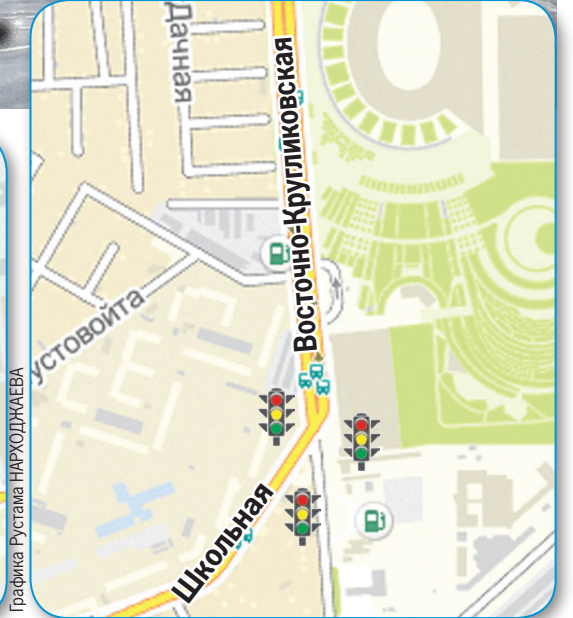 Дачная
Восточно-Кругликовская
устовойта
Школьная
Графика Рустама НАРХОДЖАЕВА